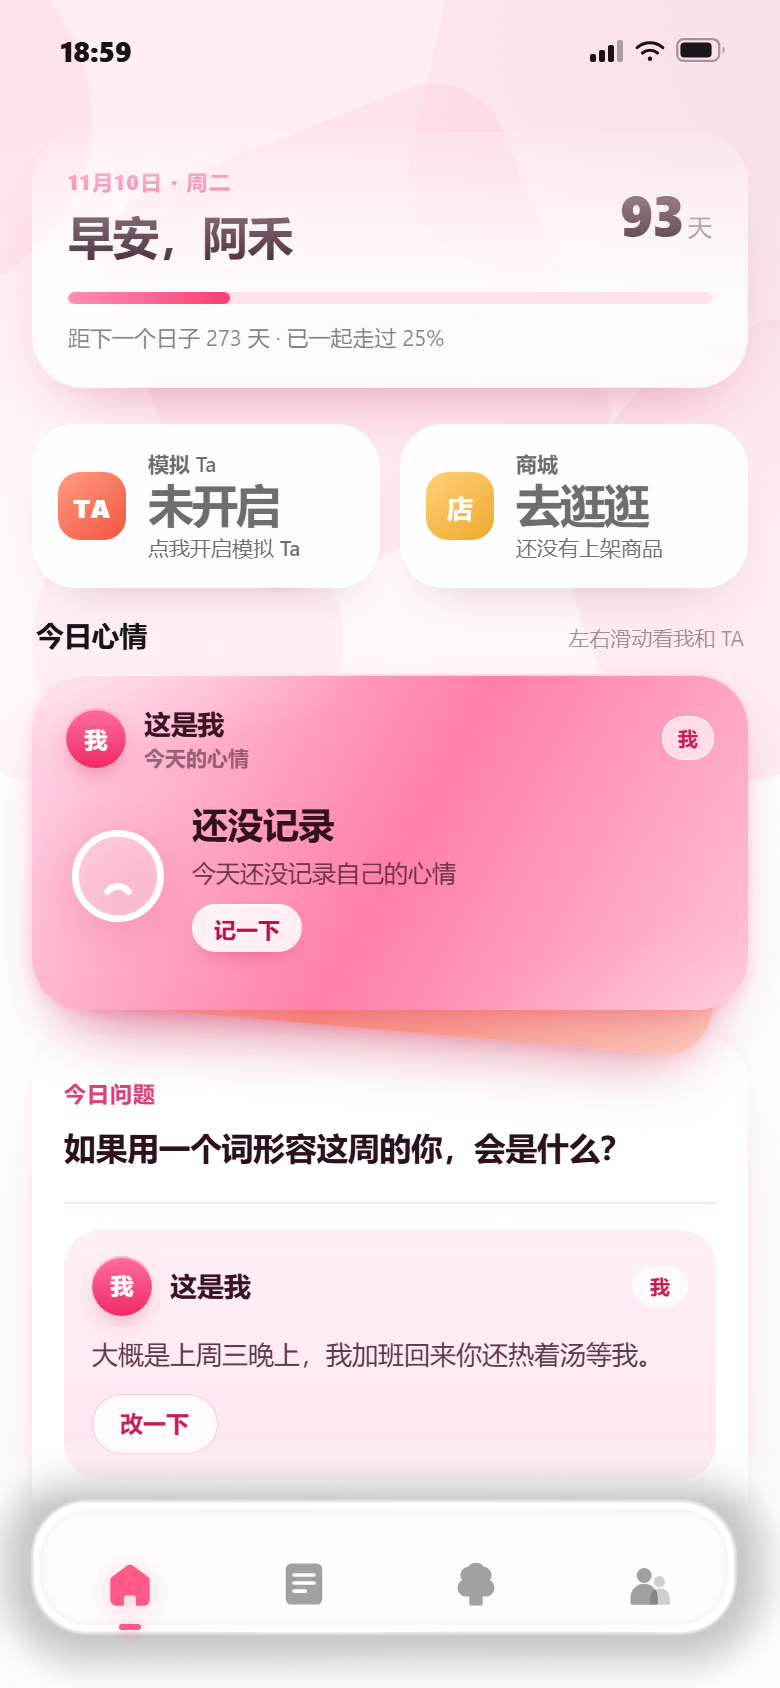 18:59
11月10日 · 周二
早安，阿禾
93天
距下一个日子 273 天 · 已一起走过 25%
TA
模拟 Ta
未开启
点我开启模拟 Ta
店
商城
去逛逛
还没有上架商品
今日心情
左右滑动看我和 TA
我
这是我
今天的心情
我
还没记录
今天还没记录自己的心情
记一下
今日问题
如果用一个词形容这周的你，会是什么？
我
这是我
我
大概是上周三晚上，我加班回来你还热着汤等我。
改一下